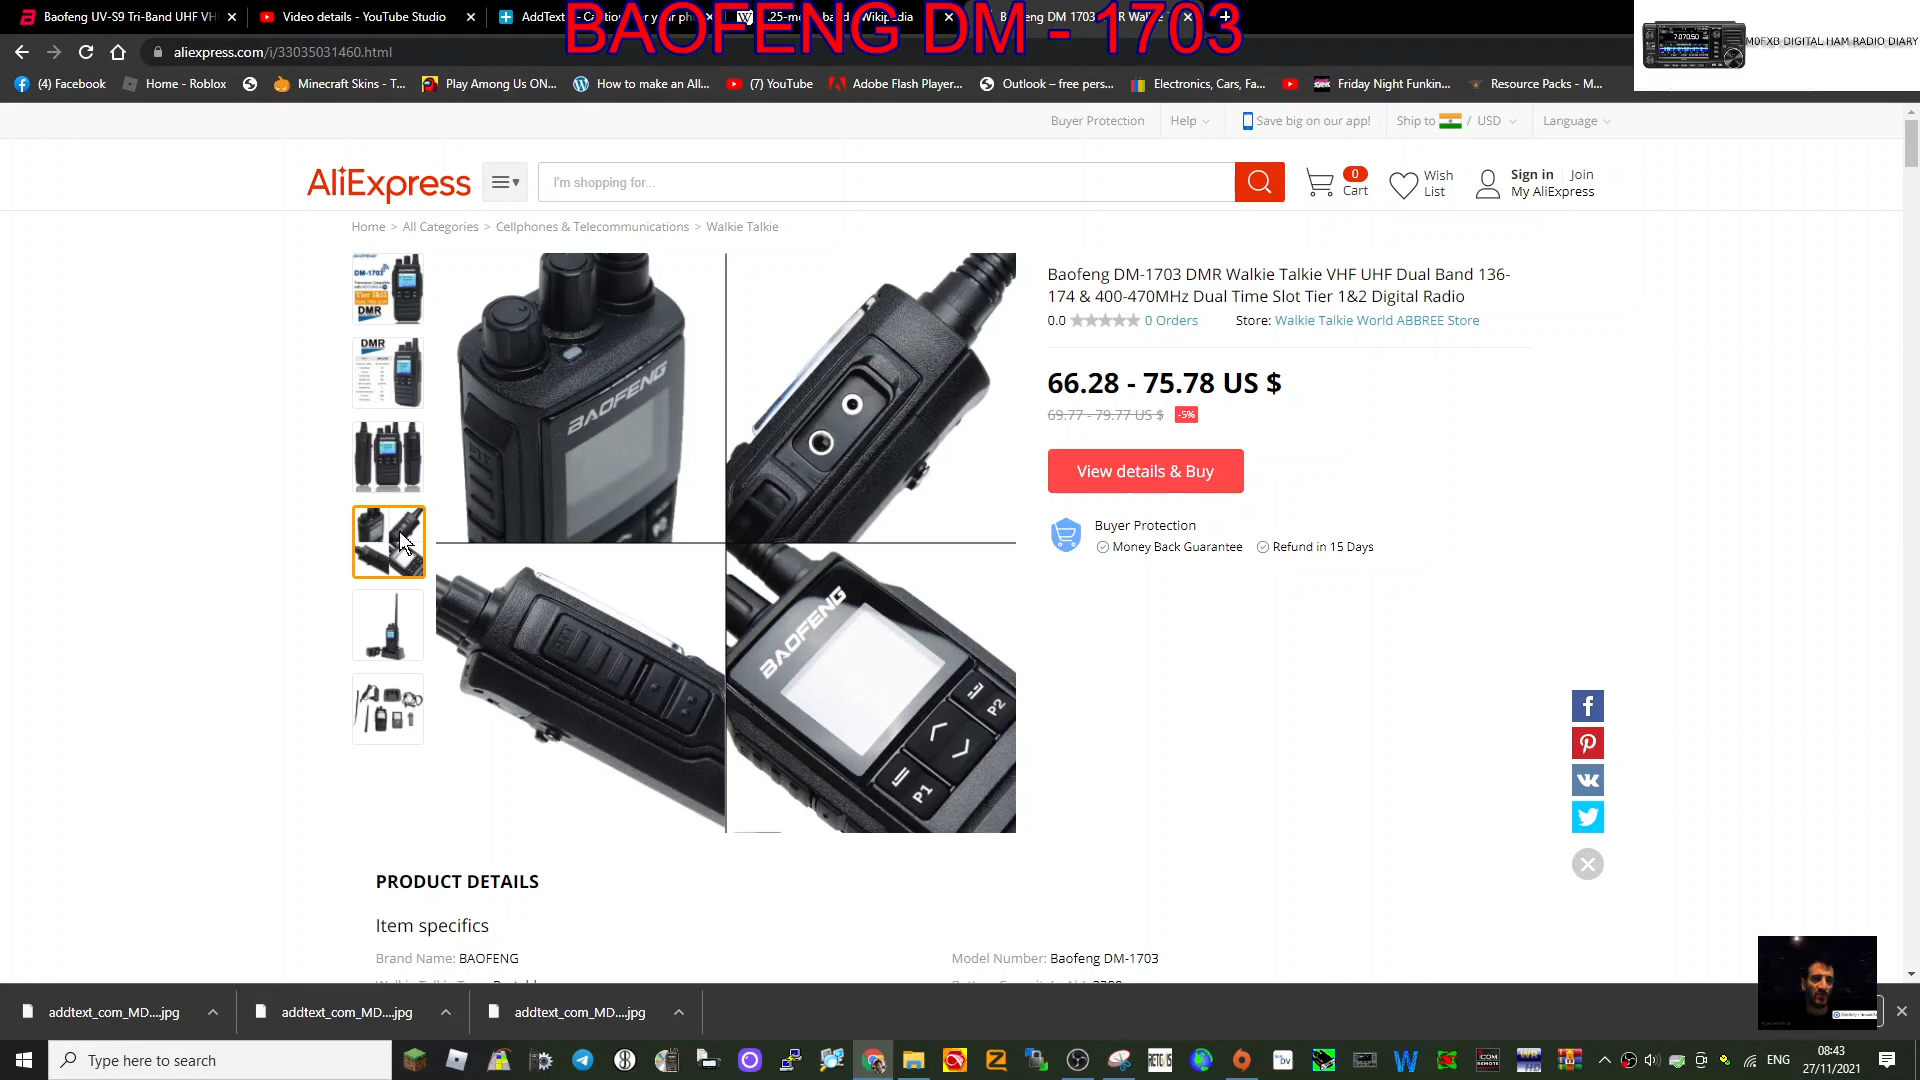 Baofeng UV-S9 Tri-Band UHF VH
Video details - YouTube Studio
BAOFENG DM - 1703
M0FXB DIGITAL HAM RADIO DIARY
aliexpress.com/i/33035031460.html
(4) Facebook
Home - Roblox
Minecraft Skins - T...
Play Among Us ON...
How to make an All...
(7) YouTube
Adobe Flash Player...
Outlook – free pers...
Electronics, Cars, Fa...
Friday Night Funkin...
Resource Packs - M...
Buyer Protection
Help
Save big on our app!
Ship to / USD
Language
AliExpress
I'm shopping for...
0
Cart
Wish
List
Sign in Join
My AliExpress
Home > All Categories > Cellphones & Telecommunications > Walkie Talkie
DM-1703
DMR
DMR
BAOFENG
BAOFENG
P1
P2
Baofeng DM-1703 DMR Walkie Talkie VHF UHF Dual Band 136-
174 & 400-470MHz Dual Time Slot Tier 1&2 Digital Radio
0.0 0 Orders Store: Walkie Talkie World ABBREE Store
66.28 - 75.78 US $
69.77 - 79.77 US $ -5%
View details & Buy
Buyer Protection
Money Back Guarantee Refund in 15 Days
PRODUCT DETAILS
Item specifics
Brand Name: BAOFENG
Model Number: Baofeng DM-1703
addtext_com_MD....jpg
addtext_com_MD....jpg
addtext_com_MD....jpg
Type here to search
ENG
08:43
27/11/2021